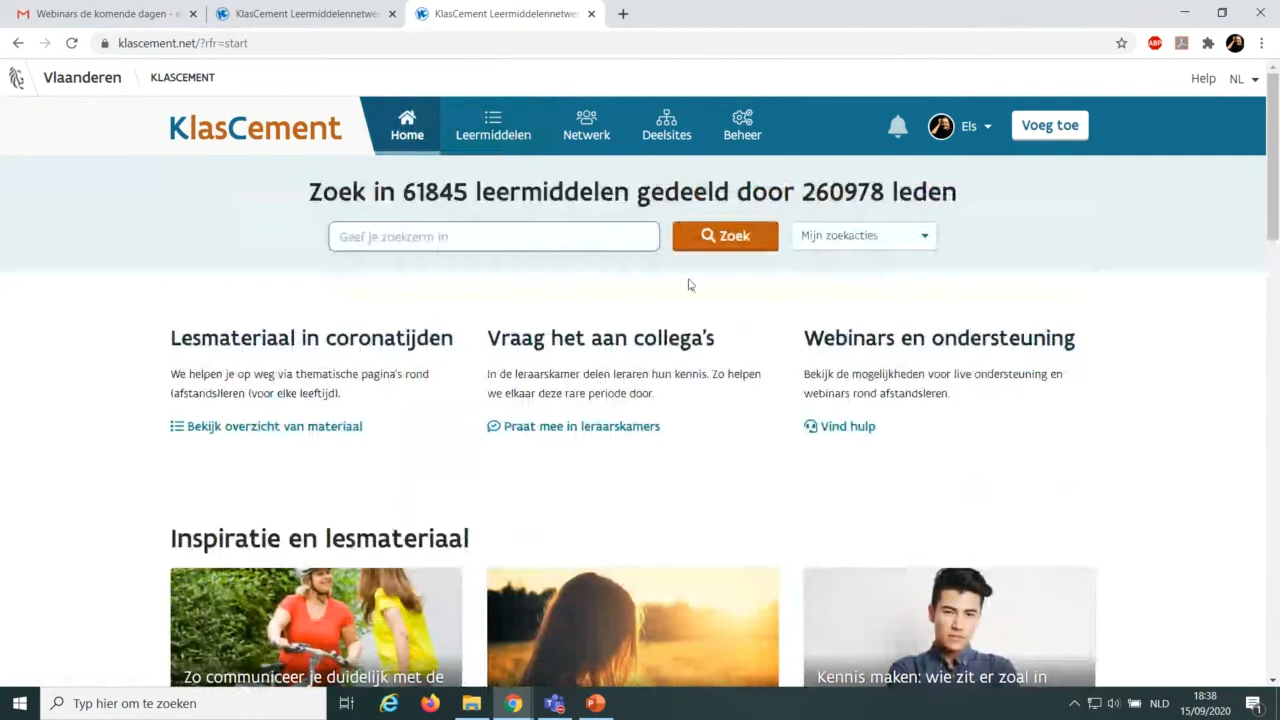 Webinars de komende dagen - e
KlasCement Leermiddelennetwe
KlasCement Leermiddelennetwe
klascement.net/?rfr=start
ABP
Vlaanderen
KLASCEMENT
Help
NL
KlasCement
Home
Leermiddelen
Netwerk
Deelsites
Beheer
Els
Voeg toe
Zoek in 61845 leermiddelen gedeeld door 260978 leden
Geef je zoekterm in
Zoek
Mijn zoekacties
Lesmateriaal in coronatijden
We helpen je op weg via thematische pagina's rond
(afstands)leren (voor elke leeftijd).
Bekijk overzicht van materiaal
Vraag het aan collega's
In de leraarskamer delen leraren hun kennis. Zo helpen
we elkaar deze rare periode door.
Praat mee in leraarskamers
Webinars en ondersteuning
Bekijk de mogelijkheden voor live ondersteuning en
webinars rond afstandsleren.
Vind hulp
Inspiratie en lesmateriaal
Zo communiceer je duidelijk met de
Kennis maken: wie zit er zoal in
Typ hier om te zoeken
NLD
18:38
15/09/2020
1